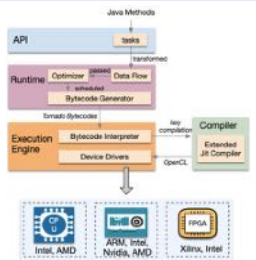 Java Methods
API
tasks
transformed
Runtime
Optimizer
passed
Data Flow
scheduled
Bytecode Generator
Tornado Bytecodes
Execution
Engine
Bytecode Interpreter
Device Drivers
compilation
OpenCL
Compiler
Extended
Jit Compiler
CP
U
FPGA
Intel, AMD
ARM, Intel,
Nvidia, AMD
Xilinx, Intel